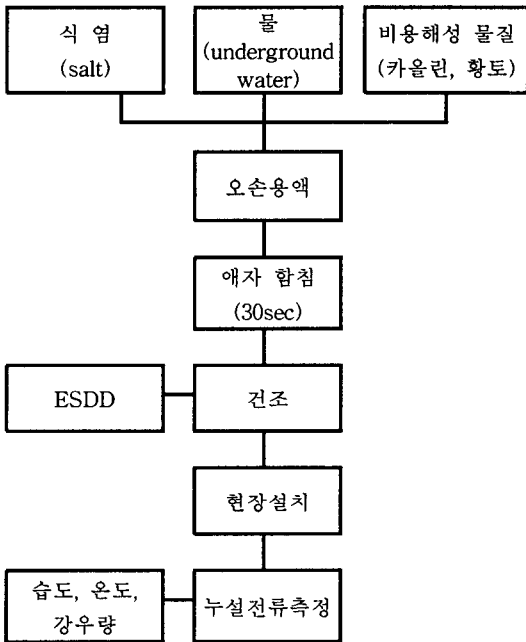 식 염
(salt)
물
(underground
water)
비용해성 물질
(카올린, 황토)
오손용액
애자 함침
(30sec)
ESDD
건조
현장설치
습도, 온도,
강우량
누설전류측정